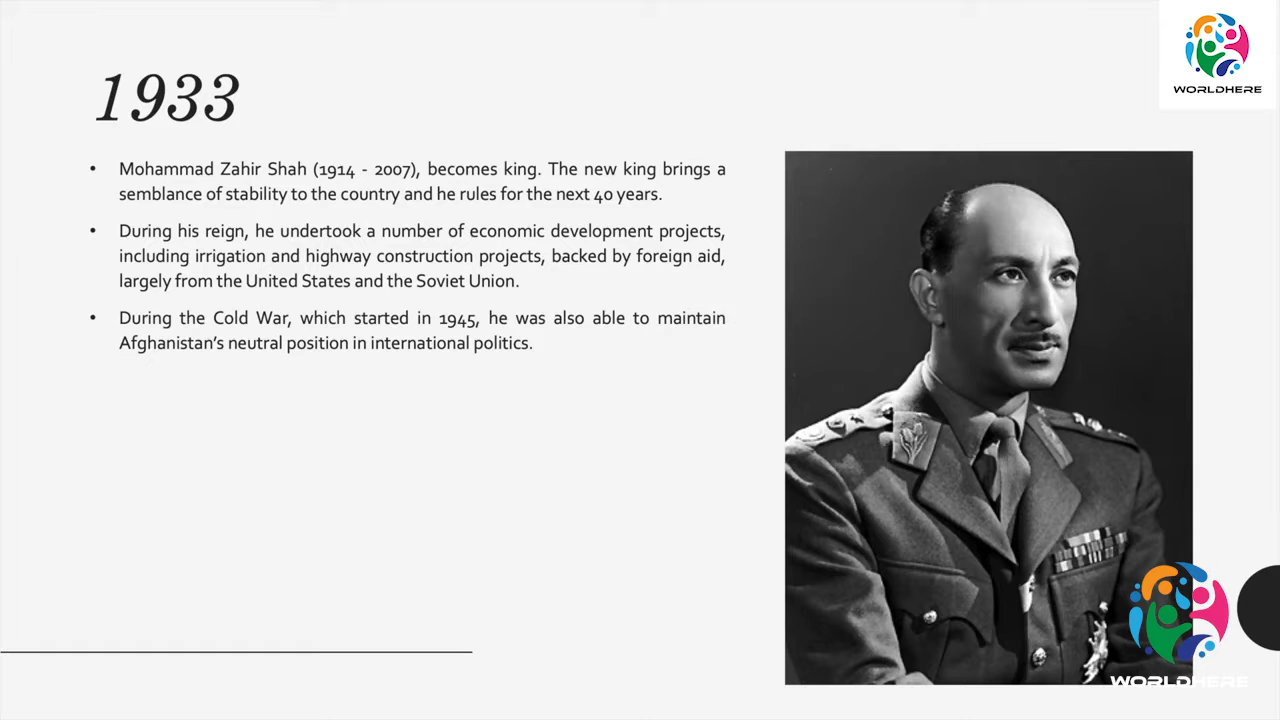 WORLDHERE
1933
• Mohammad Zahir Shah (1914 - 2007), becomes king. The new king brings a
semblance of stability to the country and he rules for the next 40 years.
• During his reign, he undertook a number of economic development projects,
including irrigation and highway construction projects, backed by foreign aid,
largely from the United States and the Soviet Union.
• During the Cold War, which started in 1945, he was also able to maintain
Afghanistan's neutral position in international politics.
WORLDHERE